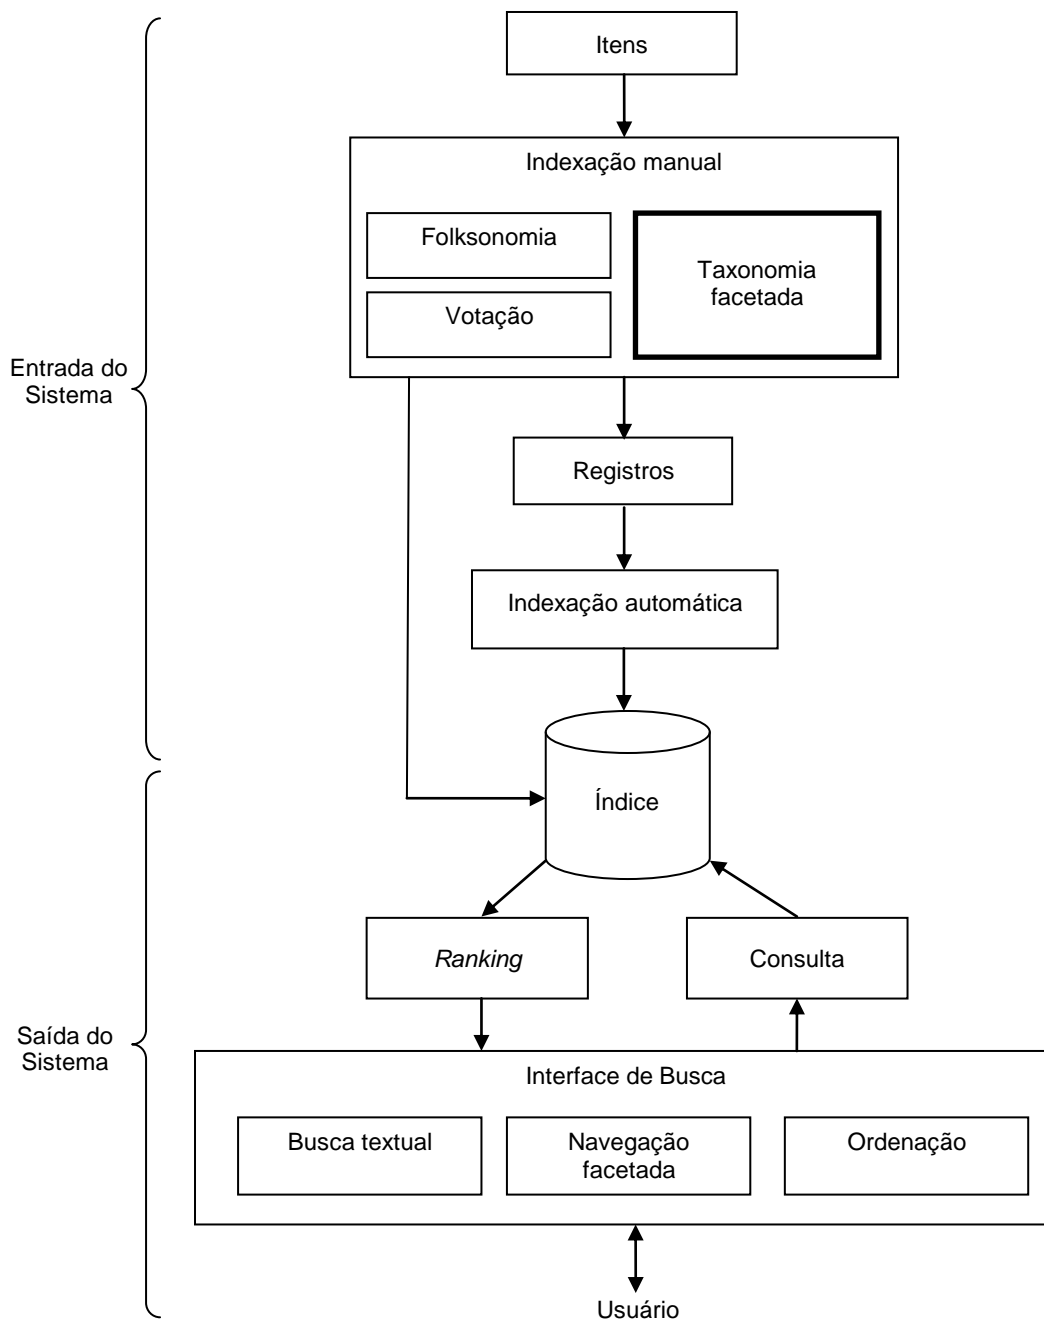 Itens
Indexação manual
Folksonomia
Taxonomia
facetada
Votação
Entrada do
Sistema
Registros
Indexação automática
Índice
Ranking
Consulta
Saída do
Sistema
Interface de Busca
Busca textual
Navegação
facetada
Ordenação
Usuário